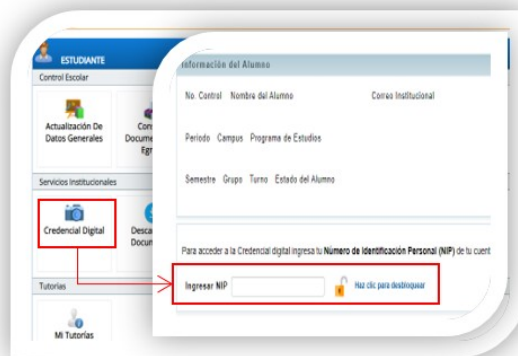 ESTUDIANTE
Control Escolar
Actualización De
Datos Generales
Servicios Institucionales
Credencial Digital
Tutorías
Mi Tutorías
Información del Alumno
No. Control Nombre del Alumno Correo Institucional
Periodo Campus Programa de Estudios
Semestre Grupo Turno Estado del Alumno
Para acceder a la Credencial digital ingresa tu Número de Identificación Personal (NIP) de tu
Ingresar NIP Haz clic para desbloquear